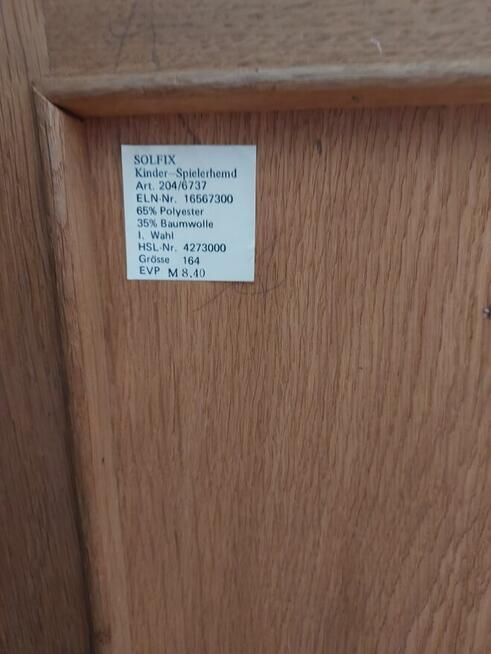 SOLFIX
Kinder-Spielerhemd
Art. 204/6737
ELN-Nr. 16567300
65% Polyester
35% Baumwolle
I. Wahl
HSL-Nr. 4273000
Grösse 164
EVP M 8,40